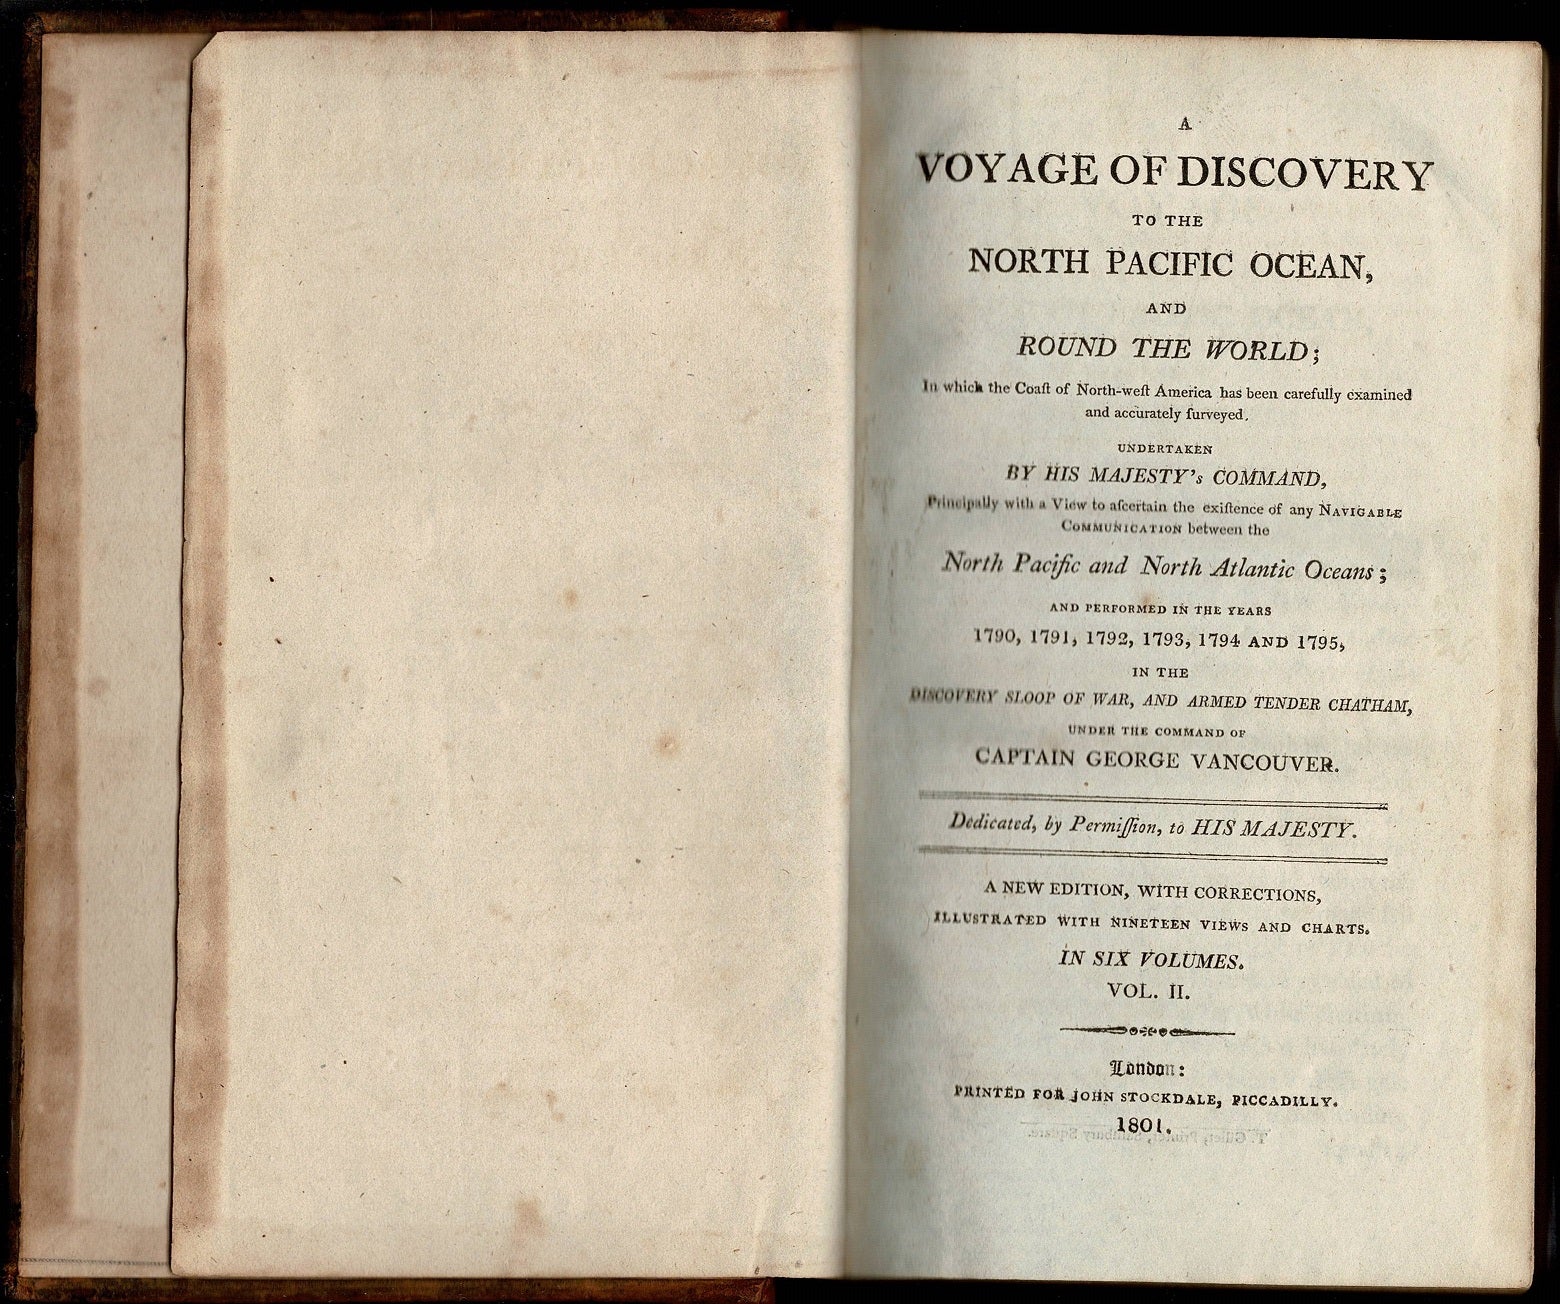 A
VOYAGE OF DISCOVERY
TO THE
NORTH PACIFIC OCEAN,
AND
ROUND THE WORLD;
In which the Coaſt of North-weſt America has been carefully examined
and accurately ſurveyed.
UNDERTAKEN
BY HIS MAJESTY's COMMAND,
Principally with a View to aſcertain the exiſtence of any NAVIGABLE
COMMUNICATION between the
North Pacific and North Atlantic Oceans;
AND PERFORMED IN THE YEARS
1790, 1791, 1792, 1793, 1794 AND 1795,
IN THE
DISCOVERY SLOOP OF WAR, AND ARMED TENDER CHATHAM,
UNDER THE COMMAND OF
CAPTAIN GEORGE VANCOUVER.
Dedicated, by Permiſſion, to HIS MAJESTY.
A NEW EDITION, WITH CORRECTIONS,
ILLUSTRATED WITH NINETEEN VIEWS AND CHARTS.
IN SIX VOLUMES.
VOL. II.
London:
PRINTED FOR JOHN STOCKDALE, PICCADILLY.
1801.